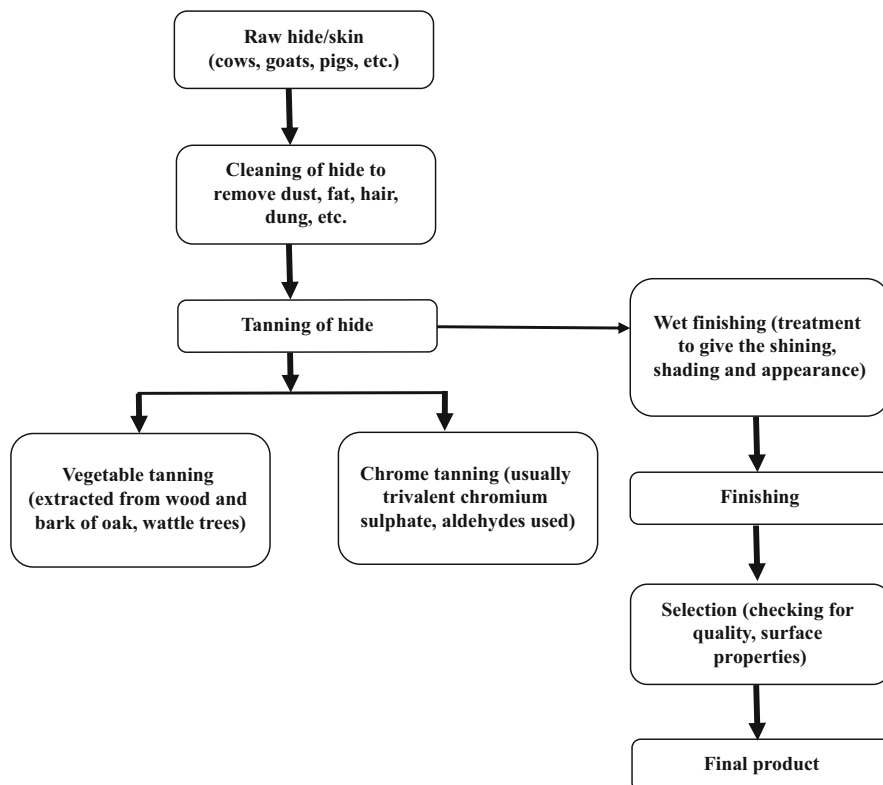 Raw hide/skin
(cows, goats, pigs, etc.)
Cleaning of hide to
remove dust, fat, hair,
dung, etc.
Tanning of hide
Vegetable tanning
(extracted from wood and
bark of oak, wattle trees)
Chrome tanning (usually
trivalent chromium
sulphate, aldehydes used)
Wet finishing (treatment
to give the shining,
shading and appearance)
Finishing
Selection (checking for
quality, surface
properties)
Final product